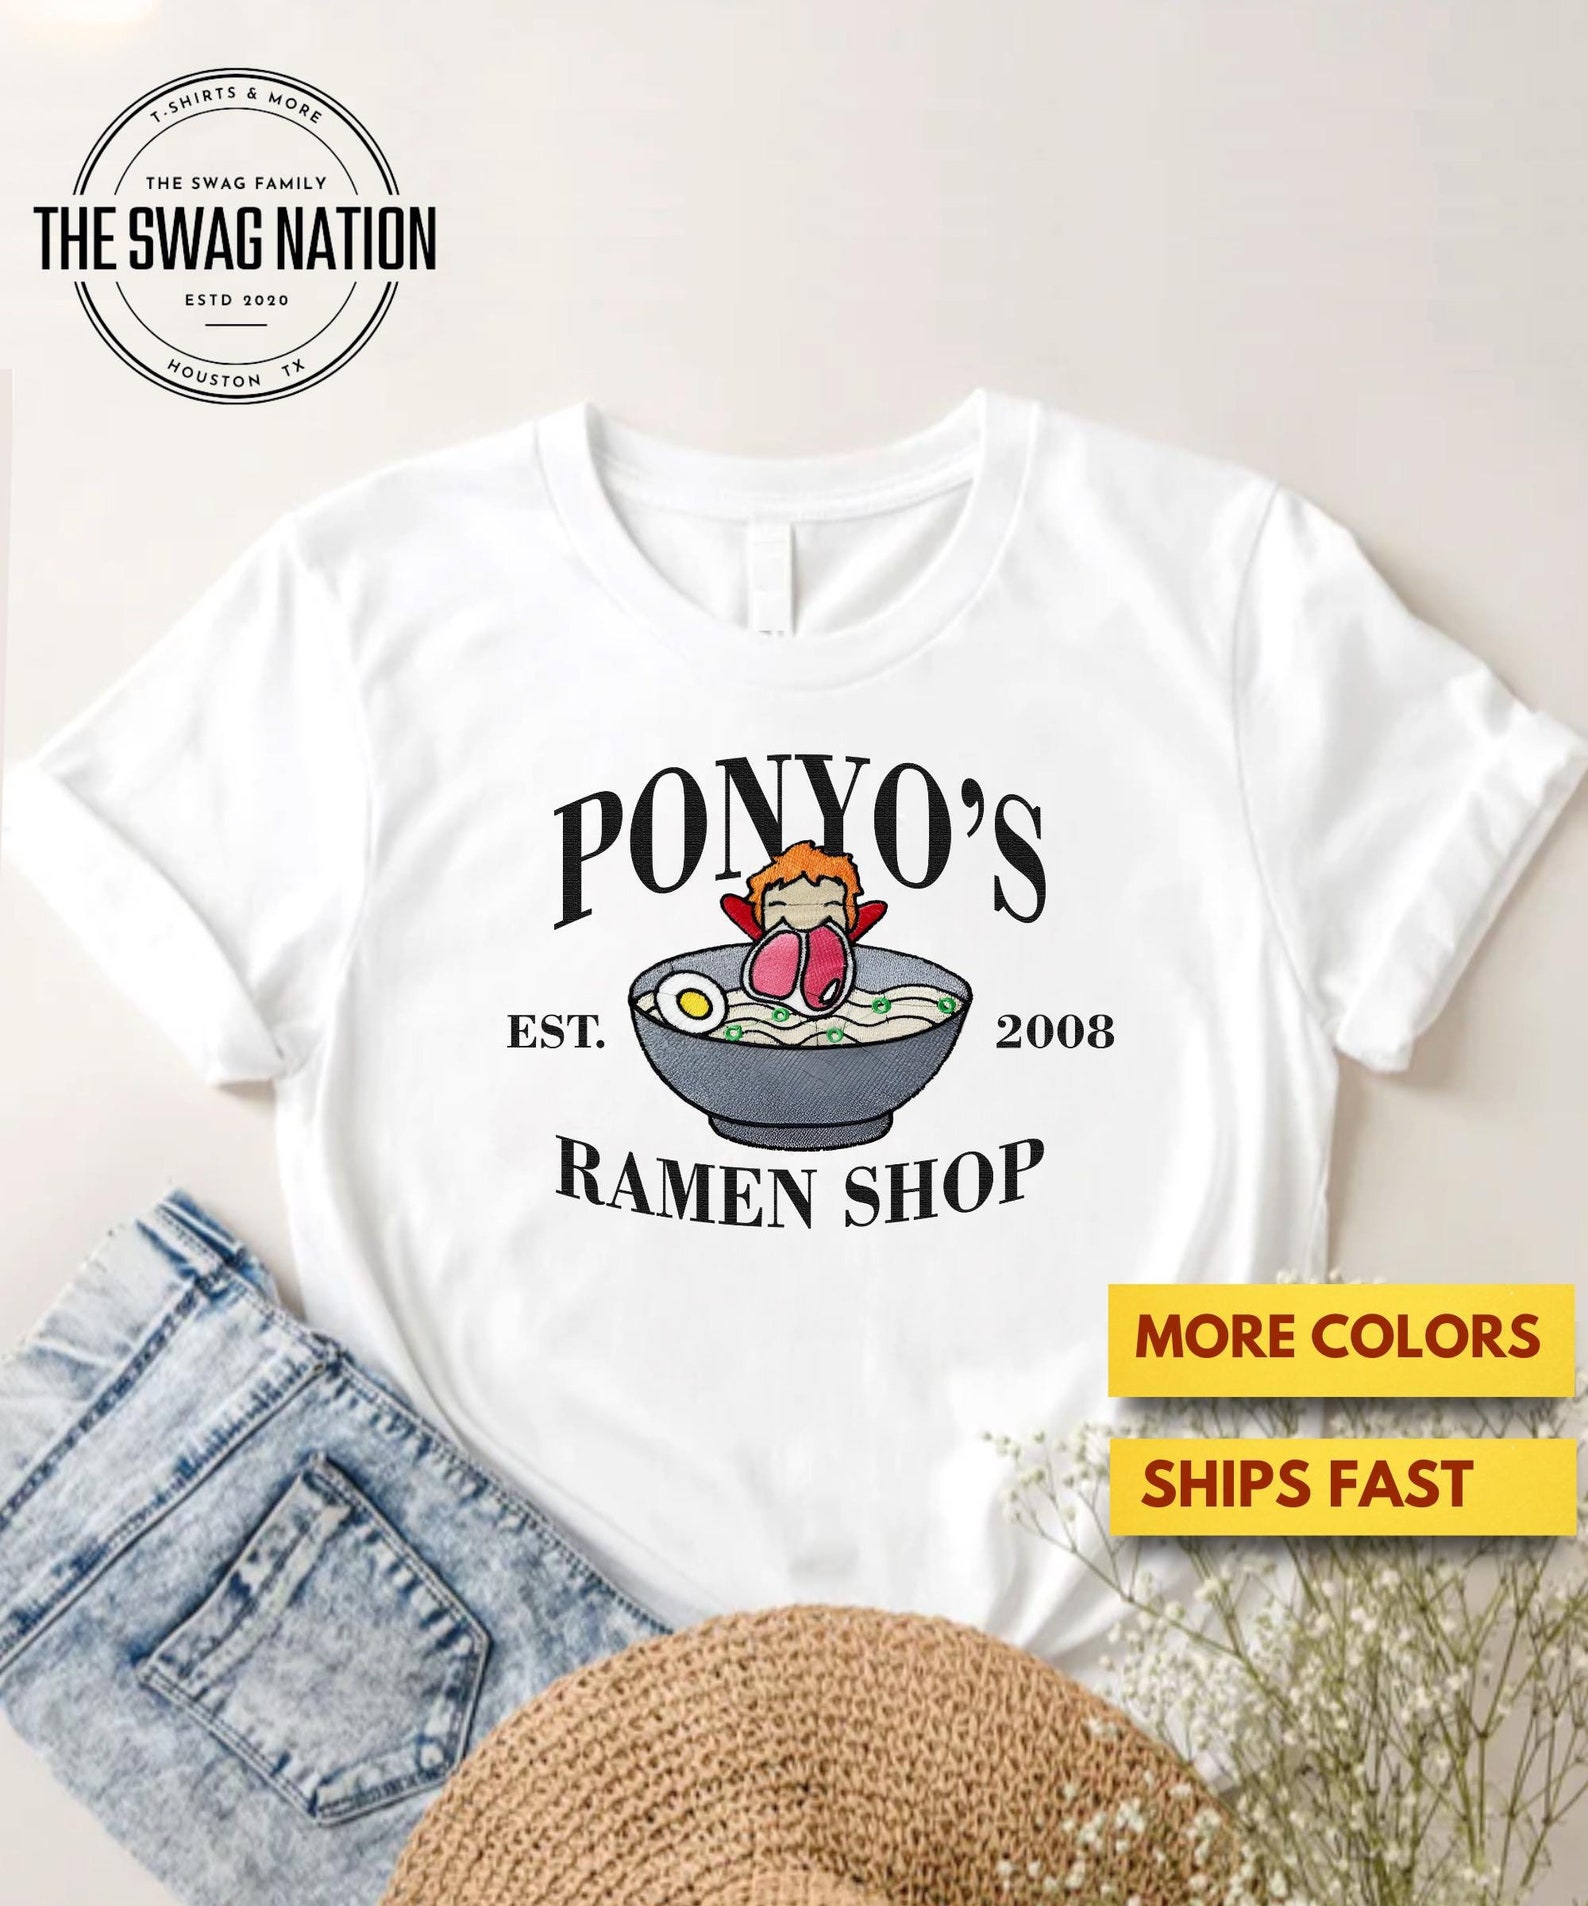 T-SHIRTS & MORE
THE SWAG FAMILY
THE SWAG NATION
ESTD 2020
HOUSTON TX
PONYO'S
EST. 2008
RAMEN SHOP
MORE COLORS
SHIPS FAST